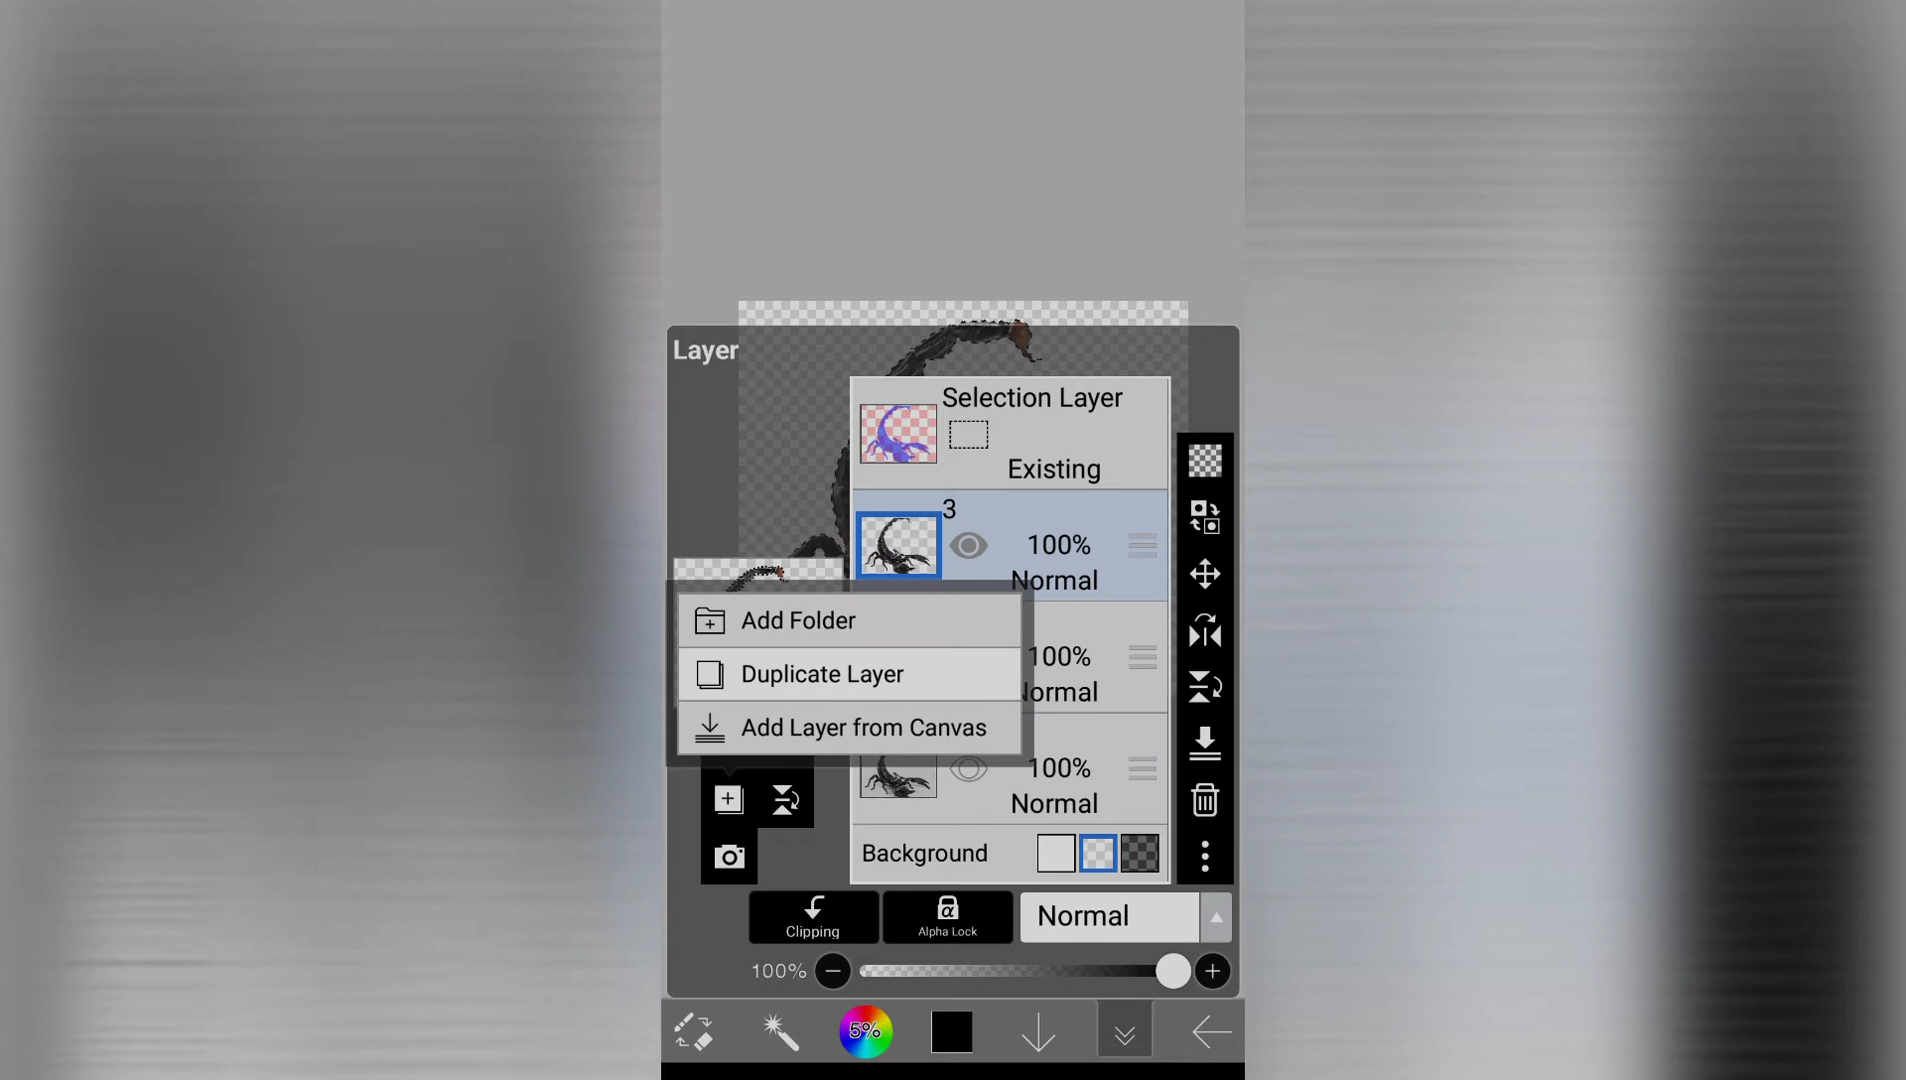 Layer
Selection Layer
Existing
3
100%
Normal
Add Folder
100%
Duplicate Layer
Normal
Add Layer from Canvas
100%
Normal
Background
Clipping
α
Alpha Lock
Normal
100%
5%